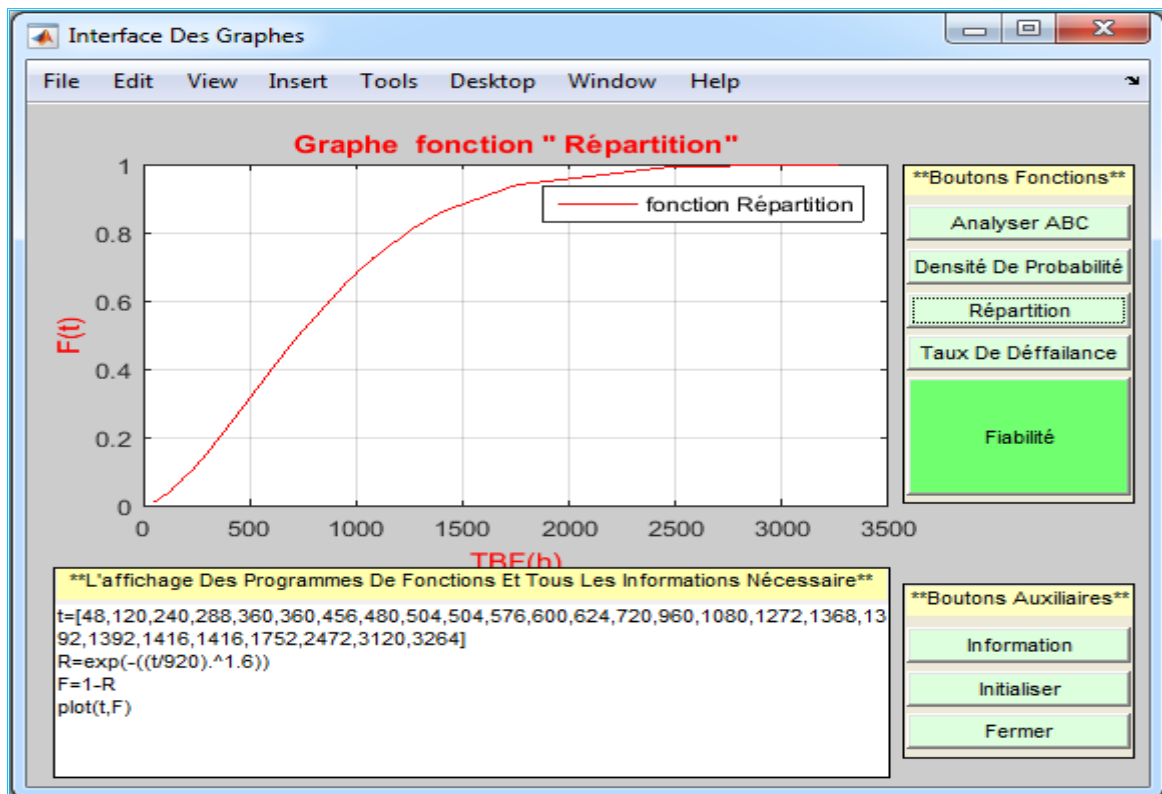 Interface Des Graphes
File Edit View Insert Tools Desktop Window Help
Graphe fonction " Répartition"
1
0.8
0.6
0.4
0.2
0
F(t)
fonction Répartition
0 500 1000 1500 2000 2500 3000 3500
TBF(h)
**Boutons Fonctions**
Analyser ABC
Densité De Probabilité
Répartition
Taux De Déffailance
Fiabilité
**L'affichage Des Programmes De Fonctions Et Tous Les Informations Nécessaire**
t=[48,120,240,288,360,360,456,480,504,504,576,600,624,720,960,1080,1272,1368,13
92,1392,1416,1416,1752,2472,3120,3264]
R=exp(-((t/920).^1.6))
F=1-R
plot(t,F)
**Boutons Auxiliaires**
Information
Initialiser
Fermer